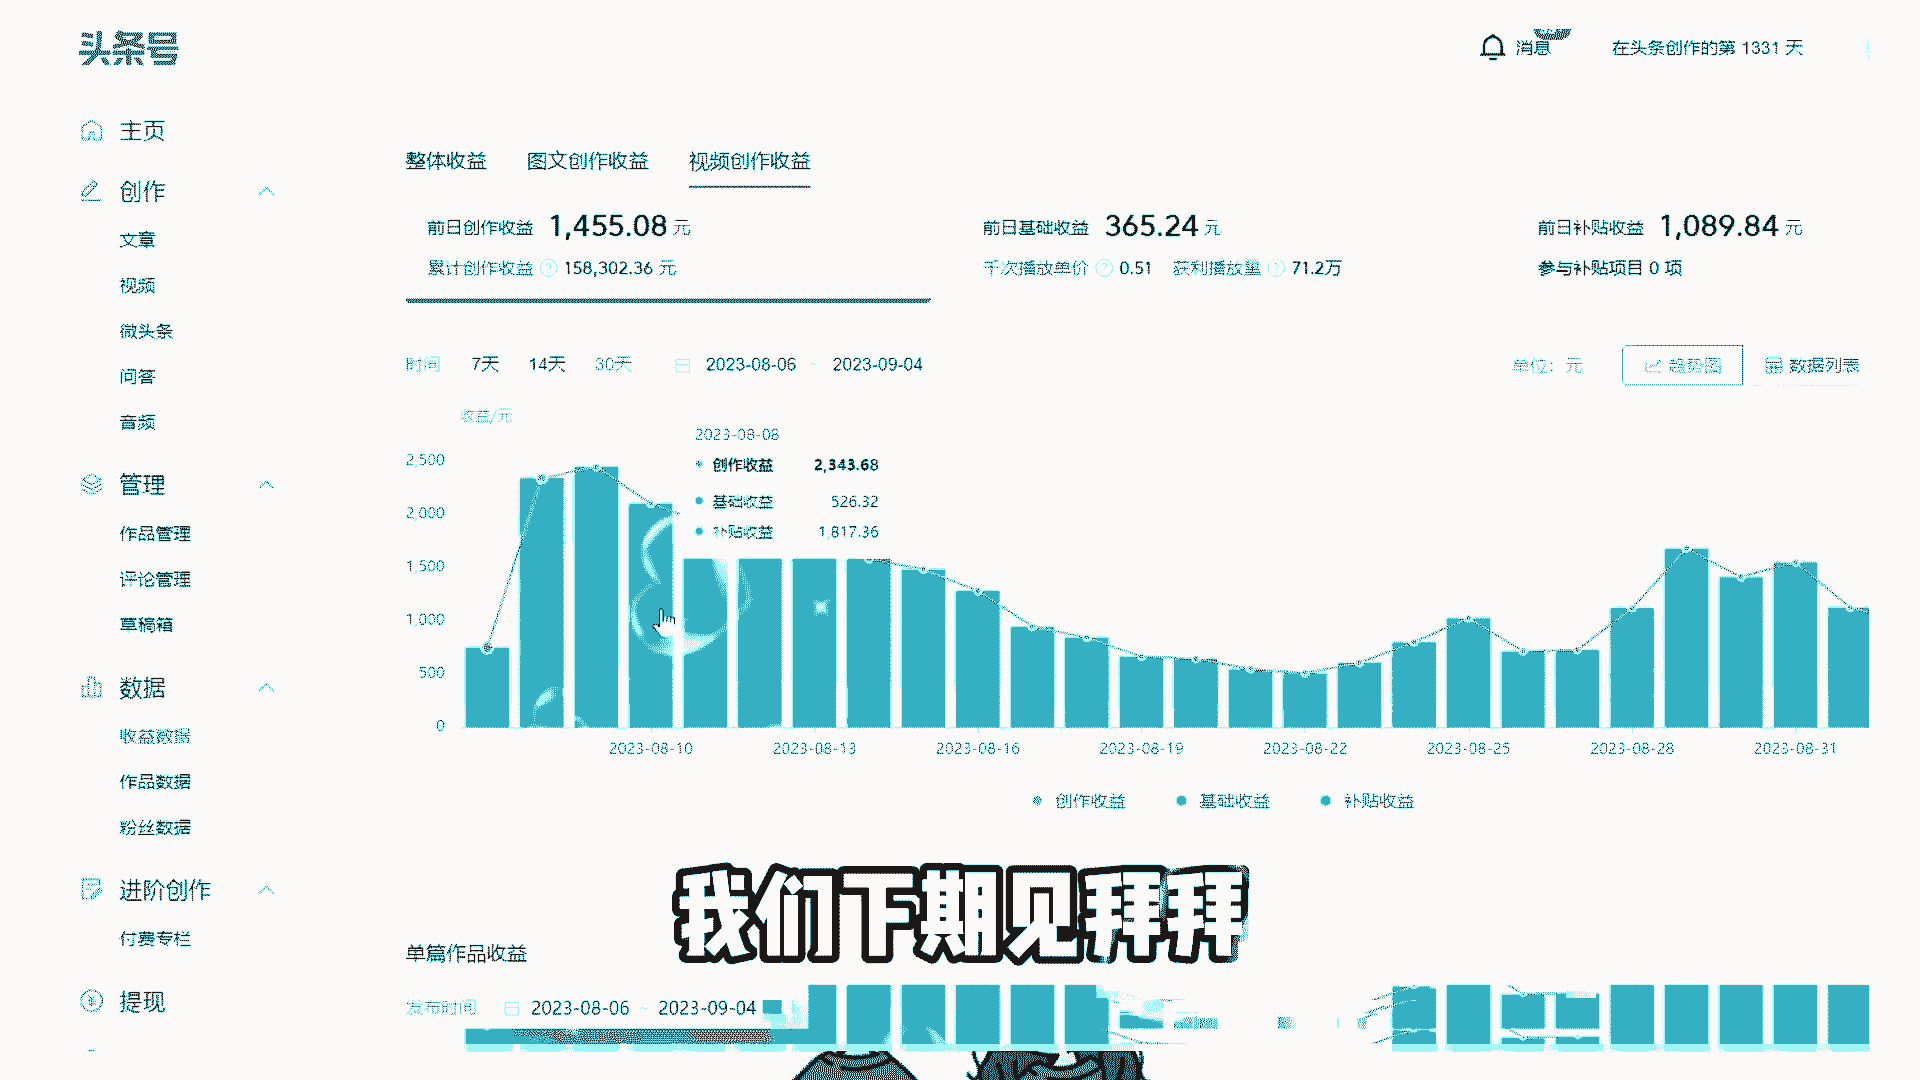 头条号
消息
在头条创作的第 1331 天
主页
创作
文章
视频
微头条
问答
音频
管理
作品管理
评论管理
草稿箱
数据
收益数据
作品数据
粉丝数据
进阶创作
付费专栏
提现
整体收益 图文创作收益 视频创作收益
前日创作收益 1,455.08 元
累计创作收益 ? 158,302.36 元
前日基础收益 365.24 元
千次播放单价 ? 0.51 获利播放量 ? 71.2万
前日补贴收益 1,089.84 元
参与补贴项目 0 项
时间 7天 14天 30天 2023-08-06 ~ 2023-09-04
单位：元 趋势图 数据列表
收益/元
2,500
2,000
1,500
1,000
500
0
2023-08-08
创作收益 2,343.68
基础收益 526.32
补贴收益 1,817.36
2023-08-10 2023-08-13 2023-08-16 2023-08-19 2023-08-22 2023-08-25 2023-08-28 2023-08-31
创作收益 基础收益 补贴收益
我们下期见拜拜
单篇作品收益
发布时间 2023-08-06 ~ 2023-09-04